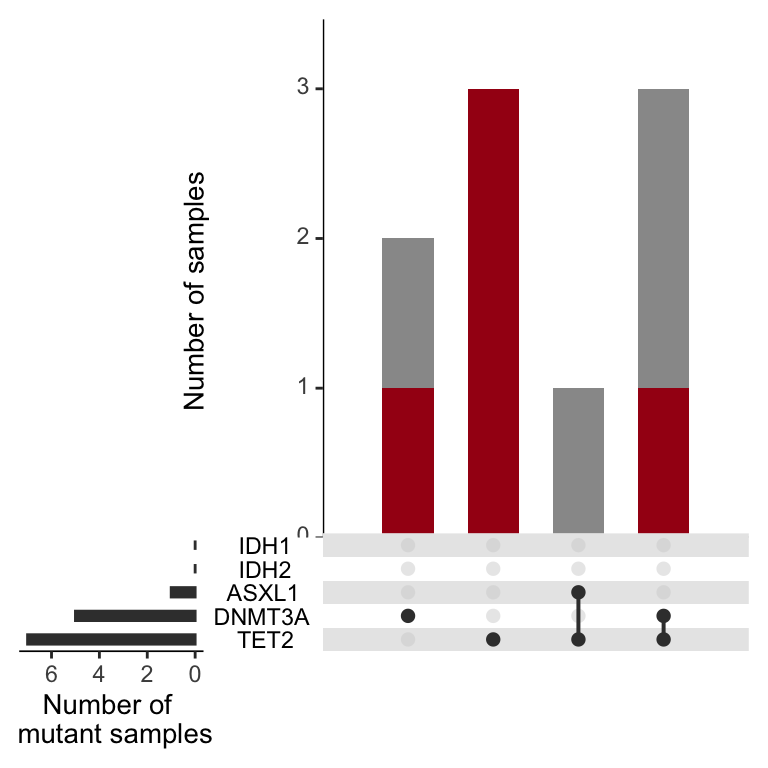 Number of samples
3
2
1
0
IDH1
IDH2
ASXL1
DNMT3A
TET2
6 4 2 0
Number of
mutant samples